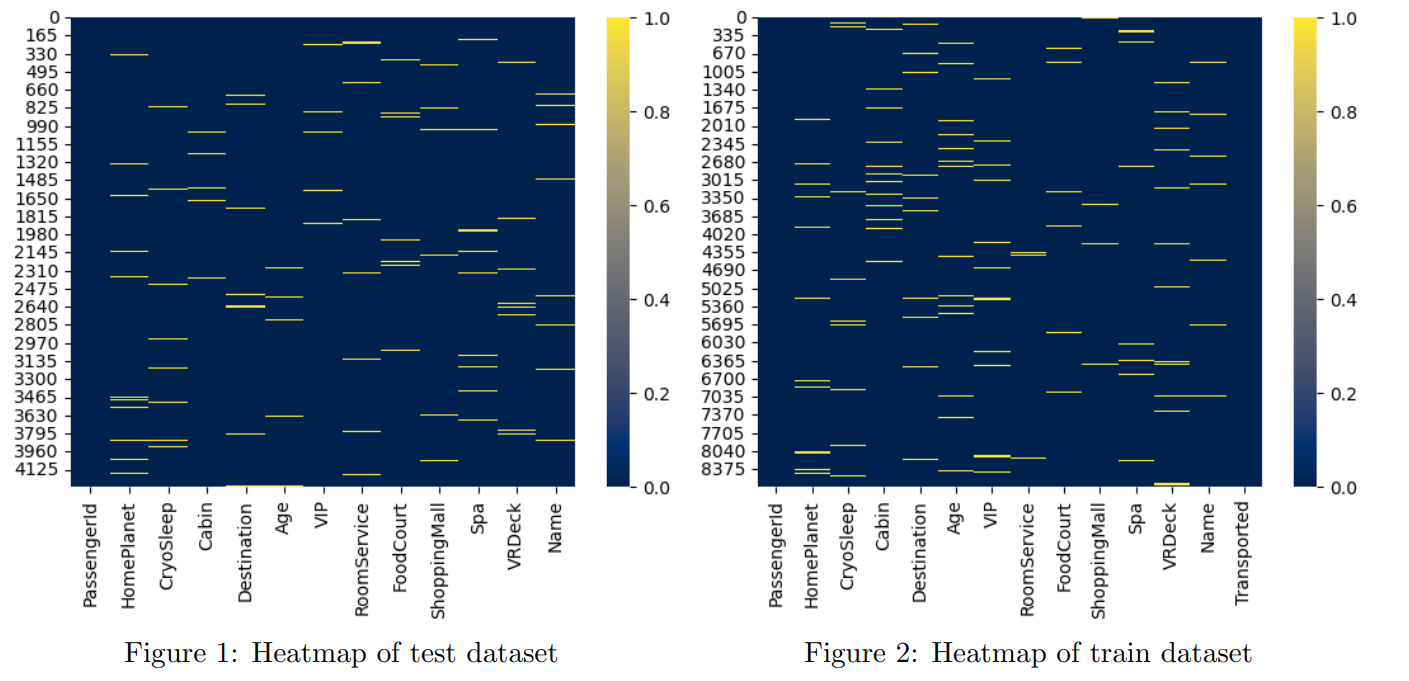 0
165
330
495
660
825
990
1155
1320
1485
1650
1815
1980
2145
2310
2475
2640
2805
2970
3135
3300
3465
3630
3795
3960
4125
PassengerId
HomePlanet
CryoSleep
Cabin
Destination
Age
VIP
RoomService
FoodCourt
ShoppingMall
Spa
VRDeck
Name
1.0
0.8
0.6
0.4
0.2
0.0
Figure 1: Heatmap of test dataset
0
335
670
1005
1340
1675
2010
2345
2680
3015
3350
3685
4020
4355
4690
5025
5360
5695
6030
6365
6700
7035
7370
7705
8040
8375
PassengerId
HomePlanet
CryoSleep
Cabin
Destination
Age
VIP
RoomService
FoodCourt
ShoppingMall
Spa
VRDeck
Name
Transported
1.0
0.8
0.6
0.4
0.2
0.0
Figure 2: Heatmap of train dataset